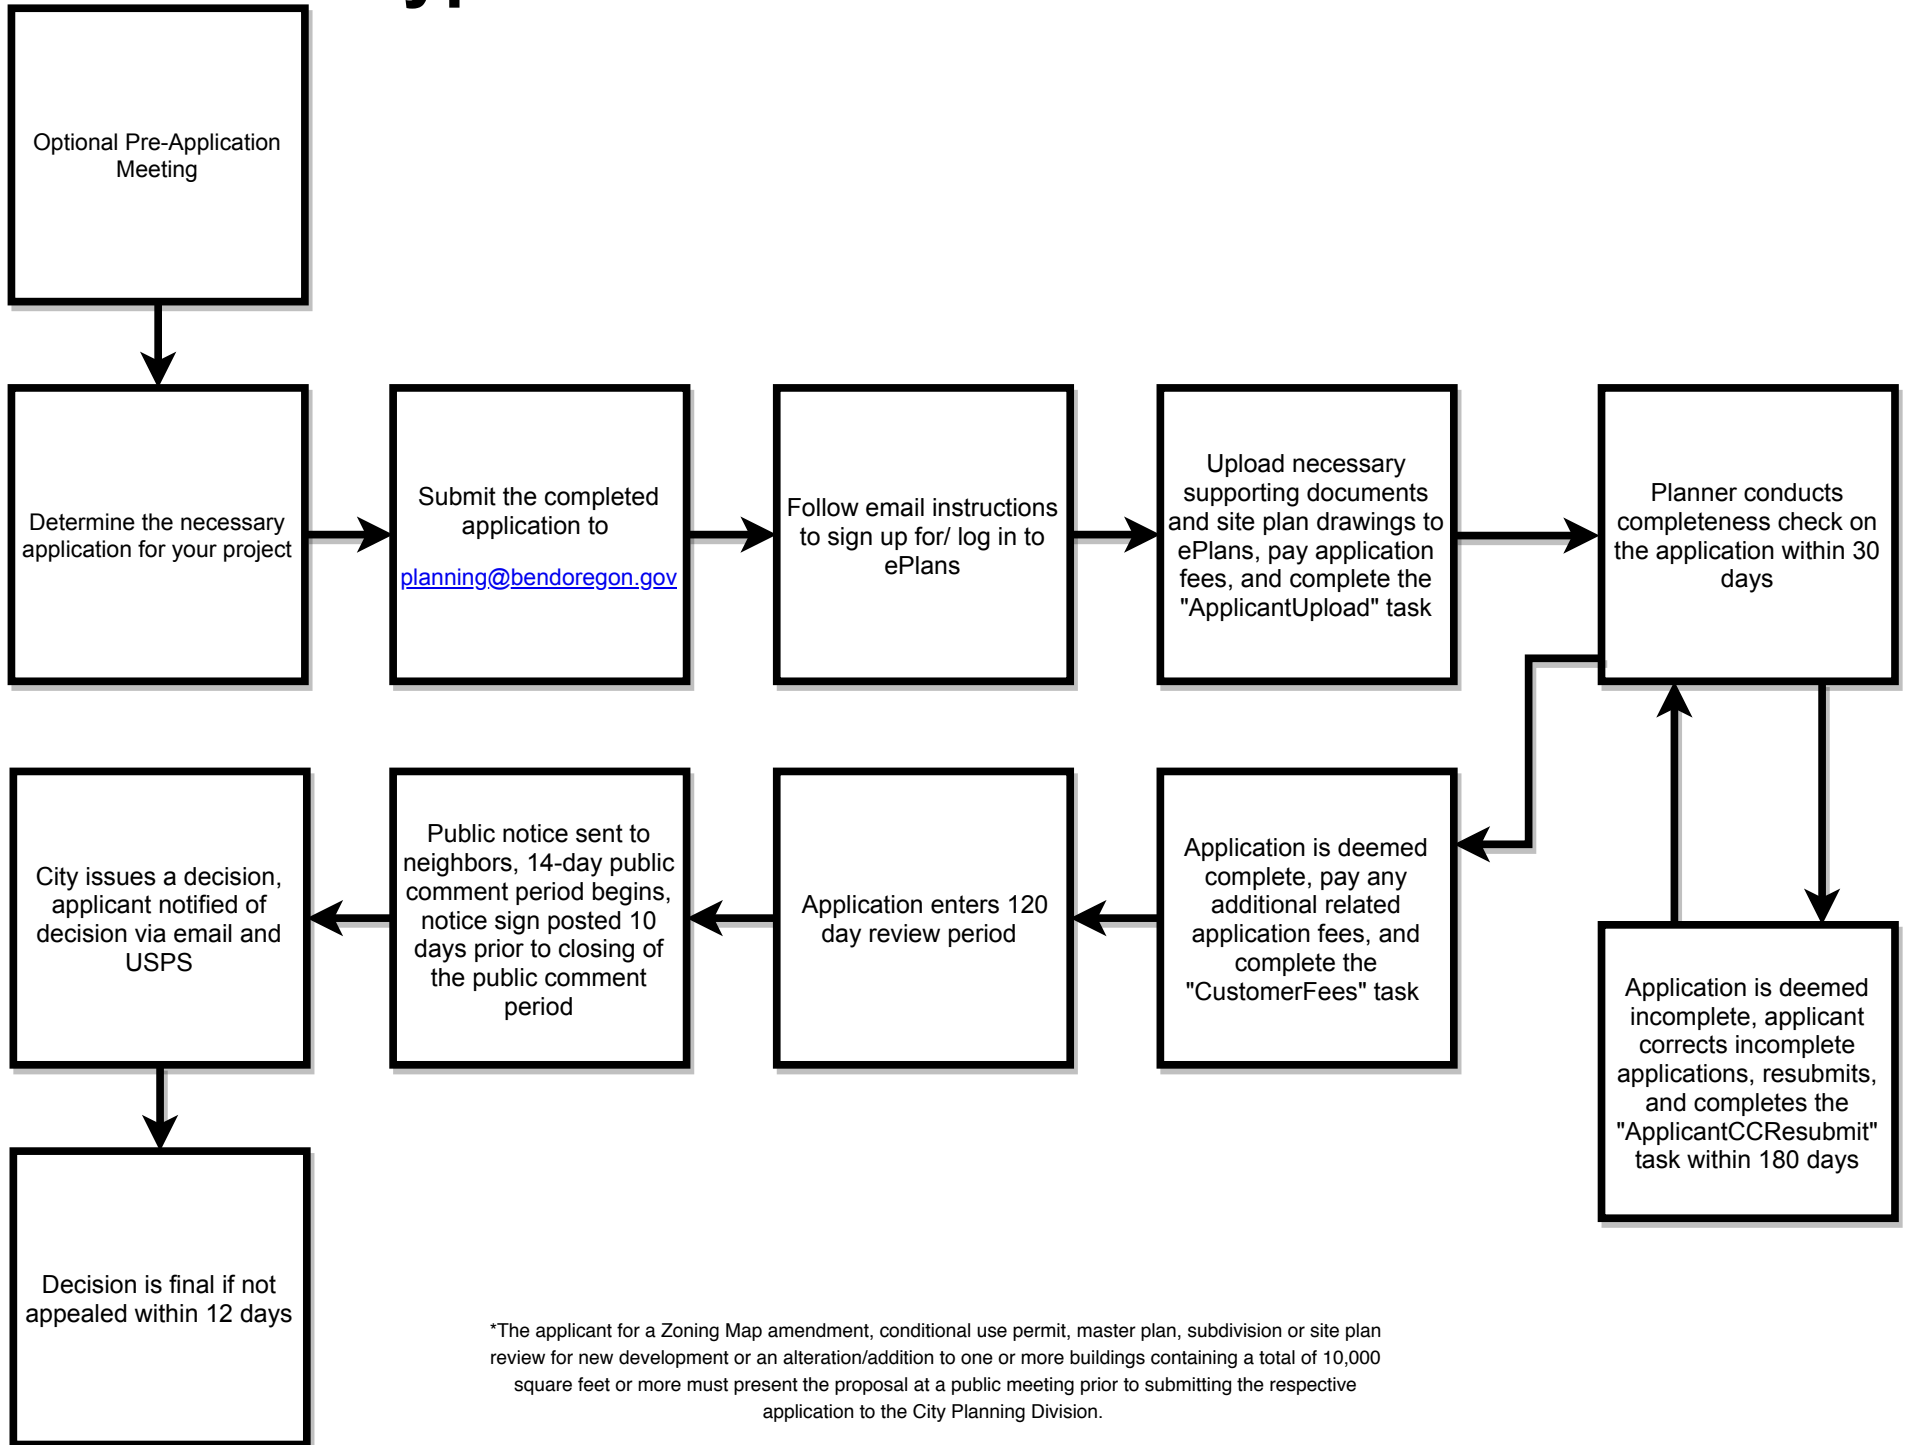 Optional Pre-Application
Meeting
Determine the necessary
application for your project
Submit the completed
application to
planning@bendoregon.gov
Follow email instructions
to sign up for/ log in to
ePlans
Upload necessary
supporting documents
and site plan drawings to
ePlans, pay application
fees, and complete the
"ApplicantUpload" task
Planner conducts
completeness check on
the application within 30
days
City issues a decision,
applicant notified of
decision via email and
USPS
Public notice sent to
neighbors, 14-day public
comment period begins,
notice sign posted 10
days prior to closing of
the public comment
period
Application enters 120
day review period
Application is deemed
complete, pay any
additional related
application fees, and
complete the
"CustomerFees" task
Application is deemed
incomplete, applicant
corrects incomplete
applications, resubmits,
and completes the
"ApplicantCCResubmit"
task within 180 days
Decision is final if not
appealed within 12 days
*The applicant for a Zoning Map amendment, conditional use permit, master plan, subdivision or site plan
review for new development or an alteration/addition to one or more buildings containing a total of 10,000
square feet or more must present the proposal at a public meeting prior to submitting the respective
application to the City Planning Division.